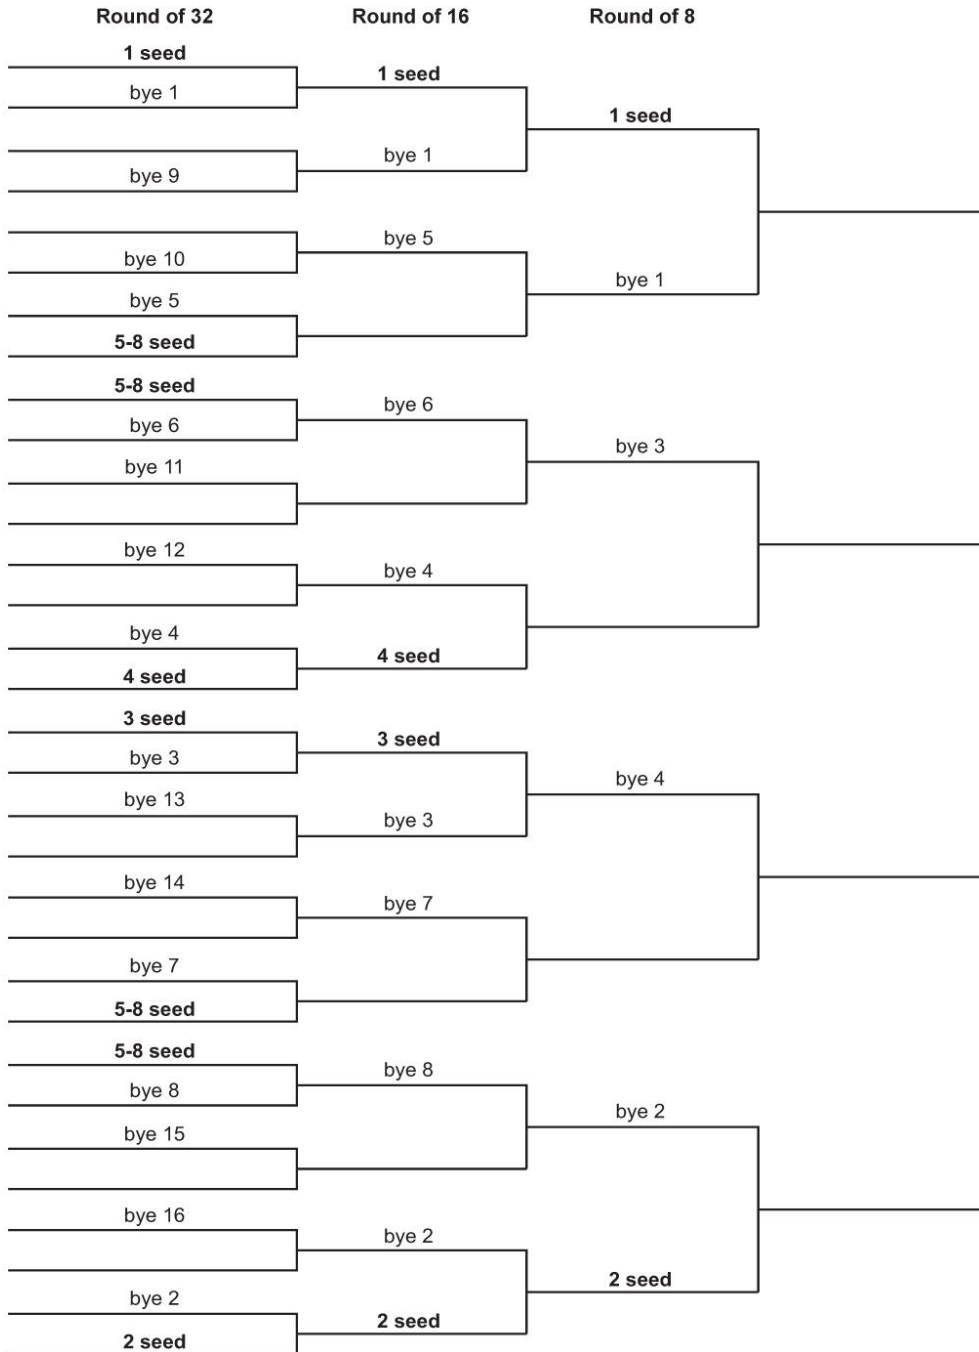 Round of 32 Round of 16 Round of 8
1 seed
bye 1
bye 9
bye 10
bye 5
5-8 seed
5-8 seed
bye 6
bye 11
bye 12
bye 4
4 seed
3 seed
bye 3
bye 13
bye 14
bye 7
5-8 seed
5-8 seed
bye 8
bye 15
bye 16
bye 2
2 seed
1 seed
bye 1
bye 5
bye 6
bye 4
4 seed
3 seed
bye 3
bye 7
bye 8
bye 2
2 seed
1 seed
bye 1
bye 3
bye 4
bye 2
2 seed